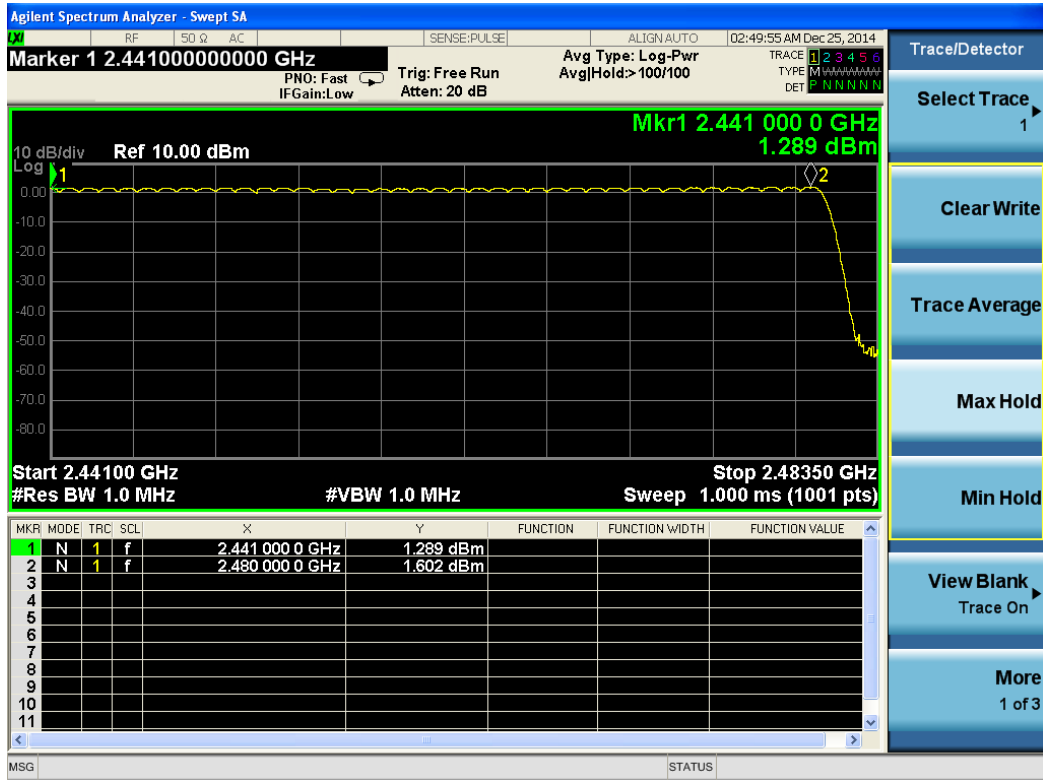 Agilent Spectrum Analyzer - Swept SA
LXI RF 50 Ω AC SENSE:PULSE ALIGN AUTO 02:49:55 AM Dec 25, 2014
Marker 1 2.441000000000 GHz
PNO: Fast
IFGain:Low
Trig: Free Run
Atten: 20 dB
Avg Type: Log-Pwr
Avg|Hold:>100/100
TRACE 1 2 3 4 5 6
TYPE M WWWWW
DET P N N N N N
Mkr1 2.441 000 0 GHz
1.289 dBm
10 dB/div Ref 10.00 dBm
Log
1
2
0.00
-10.0
-20.0
-30.0
-40.0
-50.0
-60.0
-70.0
-80.0
Start 2.44100 GHz Stop 2.48350 GHz
#Res BW 1.0 MHz #VBW 1.0 MHz Sweep 1.000 ms (1001 pts)
MKR MODE TRC SCL X Y FUNCTION FUNCTION WIDTH FUNCTION VALUE
1 N 1 f 2.441 000 0 GHz 1.289 dBm
2 N 1 f 2.480 000 0 GHz 1.602 dBm
3
4
5
6
7
8
9
10
11
MSG STATUS
Trace/Detector
Select Trace
1
Clear Write
Trace Average
Max Hold
Min Hold
View Blank
Trace On
More
1 of 3